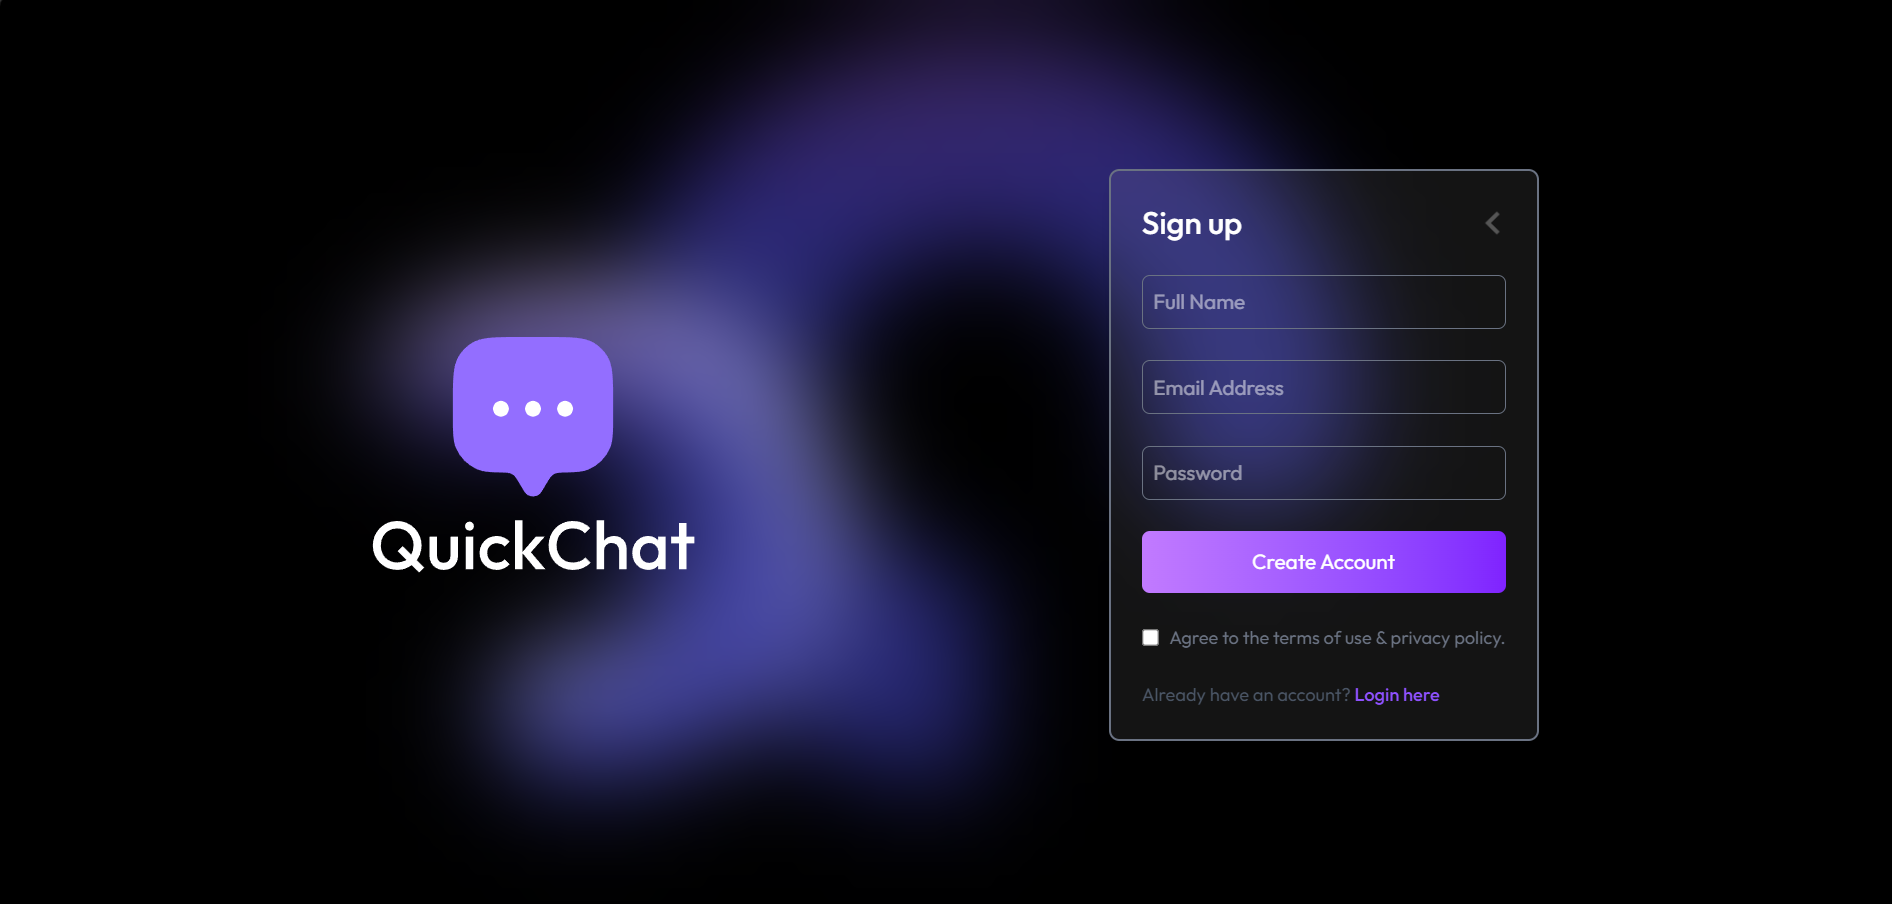 QuickChat
Sign up
Full Name
Email Address
Password
Create Account
Agree to the terms of use & privacy policy.
Already have an account? Login here